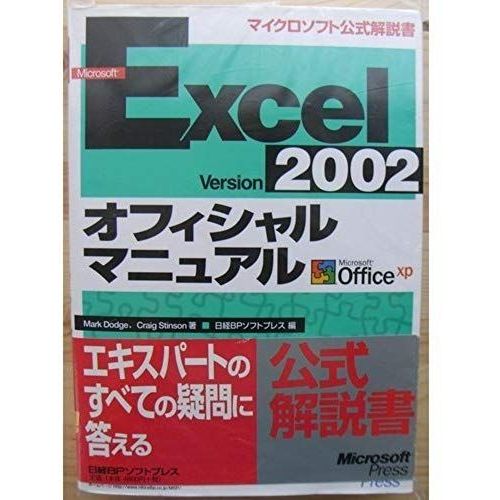 マイクロソフト公式解説書
Microsoft
Excel
Version 2002
オフィシャル
マニュアル
Microsoft
Office xp
Mark Dodge, Craig Stinson 著 ■ 日経BPソフトプレス 編
エキスパートの
すべての疑問に
答える
公式
解説書
日経BPソフトプレス
Microsoft
Press
Press